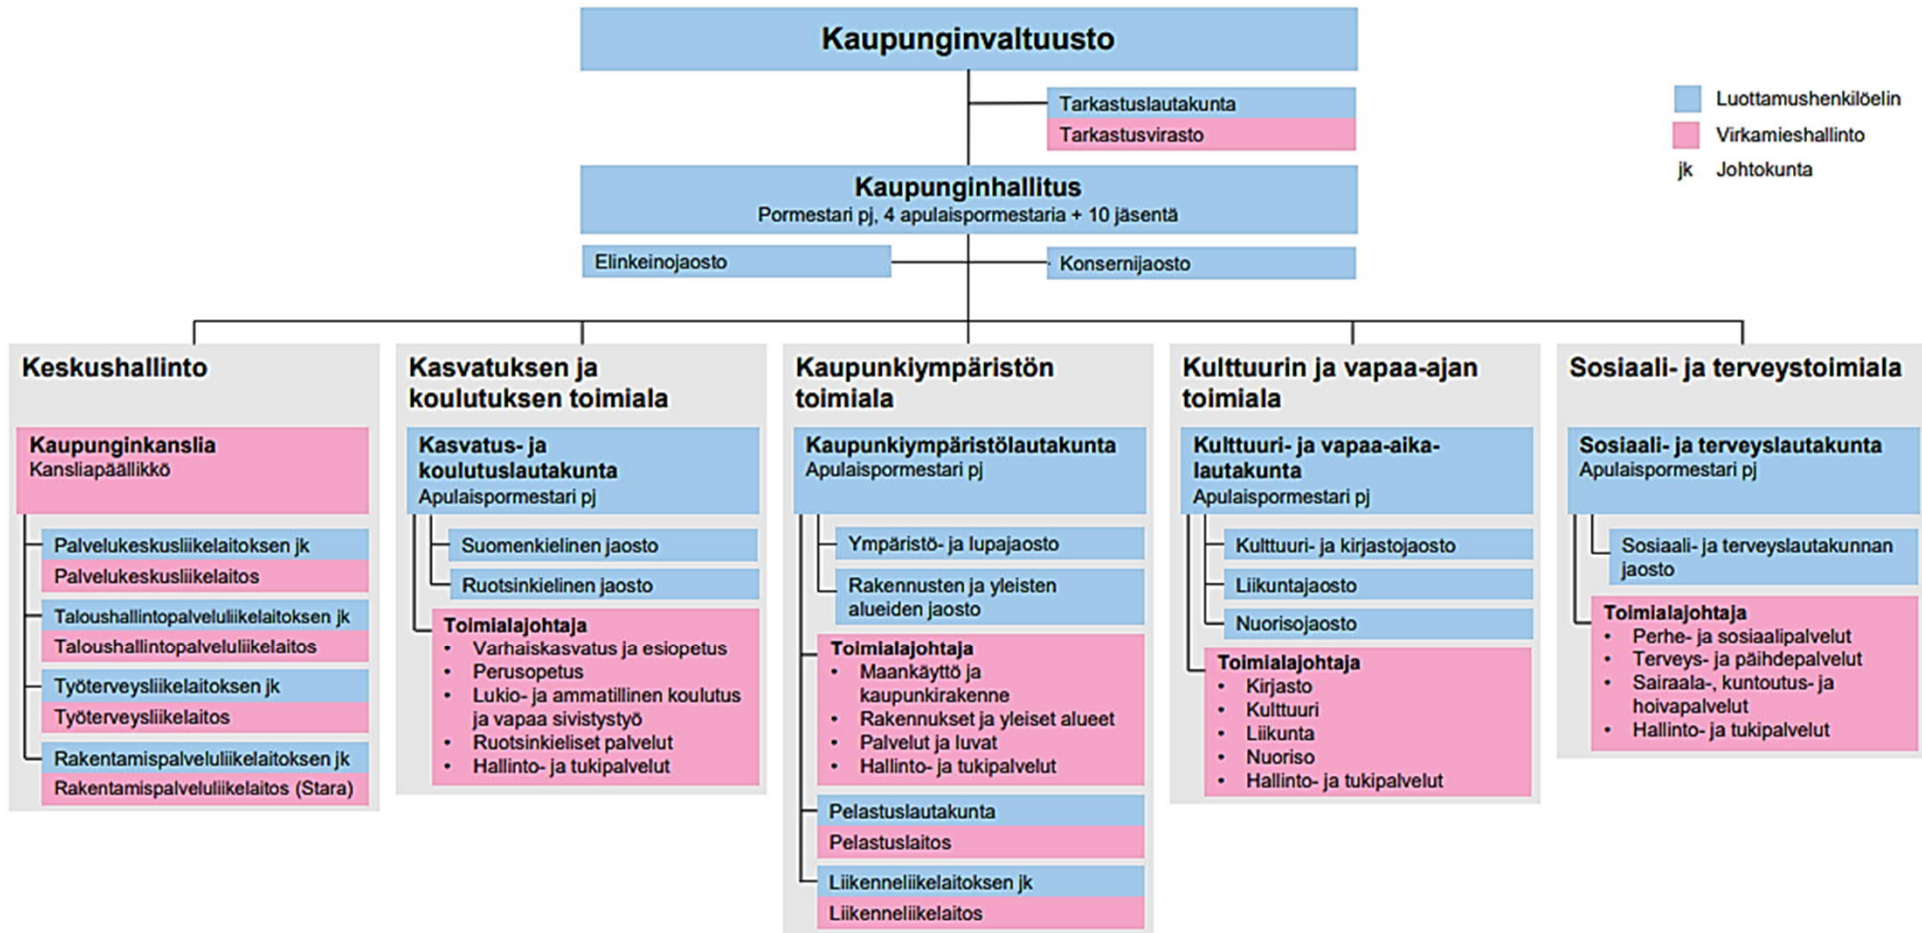 Kaupunginvaltuusto
Tarkastuslautakunta
Tarkastusvirasto
Luottamushenkilöelin
Virkamieshallinto
jk Johtokunta
Kaupunginhallitus
Pormestari pj, 4 apulaispormestaria + 10 jäsentä
Elinkeinojaosto
Konsernijaosto
Keskushallinto
Kaupunginkanslia
Kansliapäällikkö
Palvelukeskusliikelaitoksen jk
Palvelukeskusliikelaitos
Taloushallintopalveluliikelaitoksen jk
Taloushallintopalveluliikelaitos
Työterveysliikelaitoksen jk
Työterveysliikelaitos
Rakentamispalveluliikelaitoksen jk
Rakentamispalveluliikelaitos (Stara)
Kasvatuksen ja
koulutuksen toimiala
Kasvatus- ja
koulutuslautakunta
Apulaispormestari pj
Suomenkielinen jaosto
Ruotsinkielinen jaosto
Toimialajohtaja
• Varhaiskasvatus ja esiopetus
• Perusopetus
• Lukio- ja ammatillinen koulutus
ja vapaa sivistystyö
• Ruotsinkieliset palvelut
• Hallinto- ja tukipalvelut
Kaupunkiympäristön
toimiala
Kaupunkiympäristölautakunta
Apulaispormestari pj
Ympäristö- ja lupajaosto
Rakennusten ja yleisten
alueiden jaosto
Toimialajohtaja
• Maankäyttö ja
kaupunkirakenne
• Rakennukset ja yleiset alueet
• Palvelut ja luvat
• Hallinto- ja tukipalvelut
Pelastuslautakunta
Pelastuslaitos
Liikenneliikelaitoksen jk
Liikenneliikelaitos
Kulttuurin ja vapaa-ajan
toimiala
Kulttuuri- ja vapaa-aika-
lautakunta
Apulaispormestari pj
Kulttuuri- ja kirjastojaosto
Liikuntajaosto
Nuorisojaosto
Toimialajohtaja
• Kirjasto
• Kulttuuri
• Liikunta
• Nuoriso
• Hallinto- ja tukipalvelut
Sosiaali- ja terveystoimiala
Sosiaali- ja terveyslautakunta
Apulaispormestari pj
Sosiaali- ja terveyslautakunnan
jaosto
Toimialajohtaja
• Perhe- ja sosiaalipalvelut
• Terveys- ja päihdepalvelut
• Sairaala-, kuntoutus- ja
hoivapalvelut
• Hallinto- ja tukipalvelut